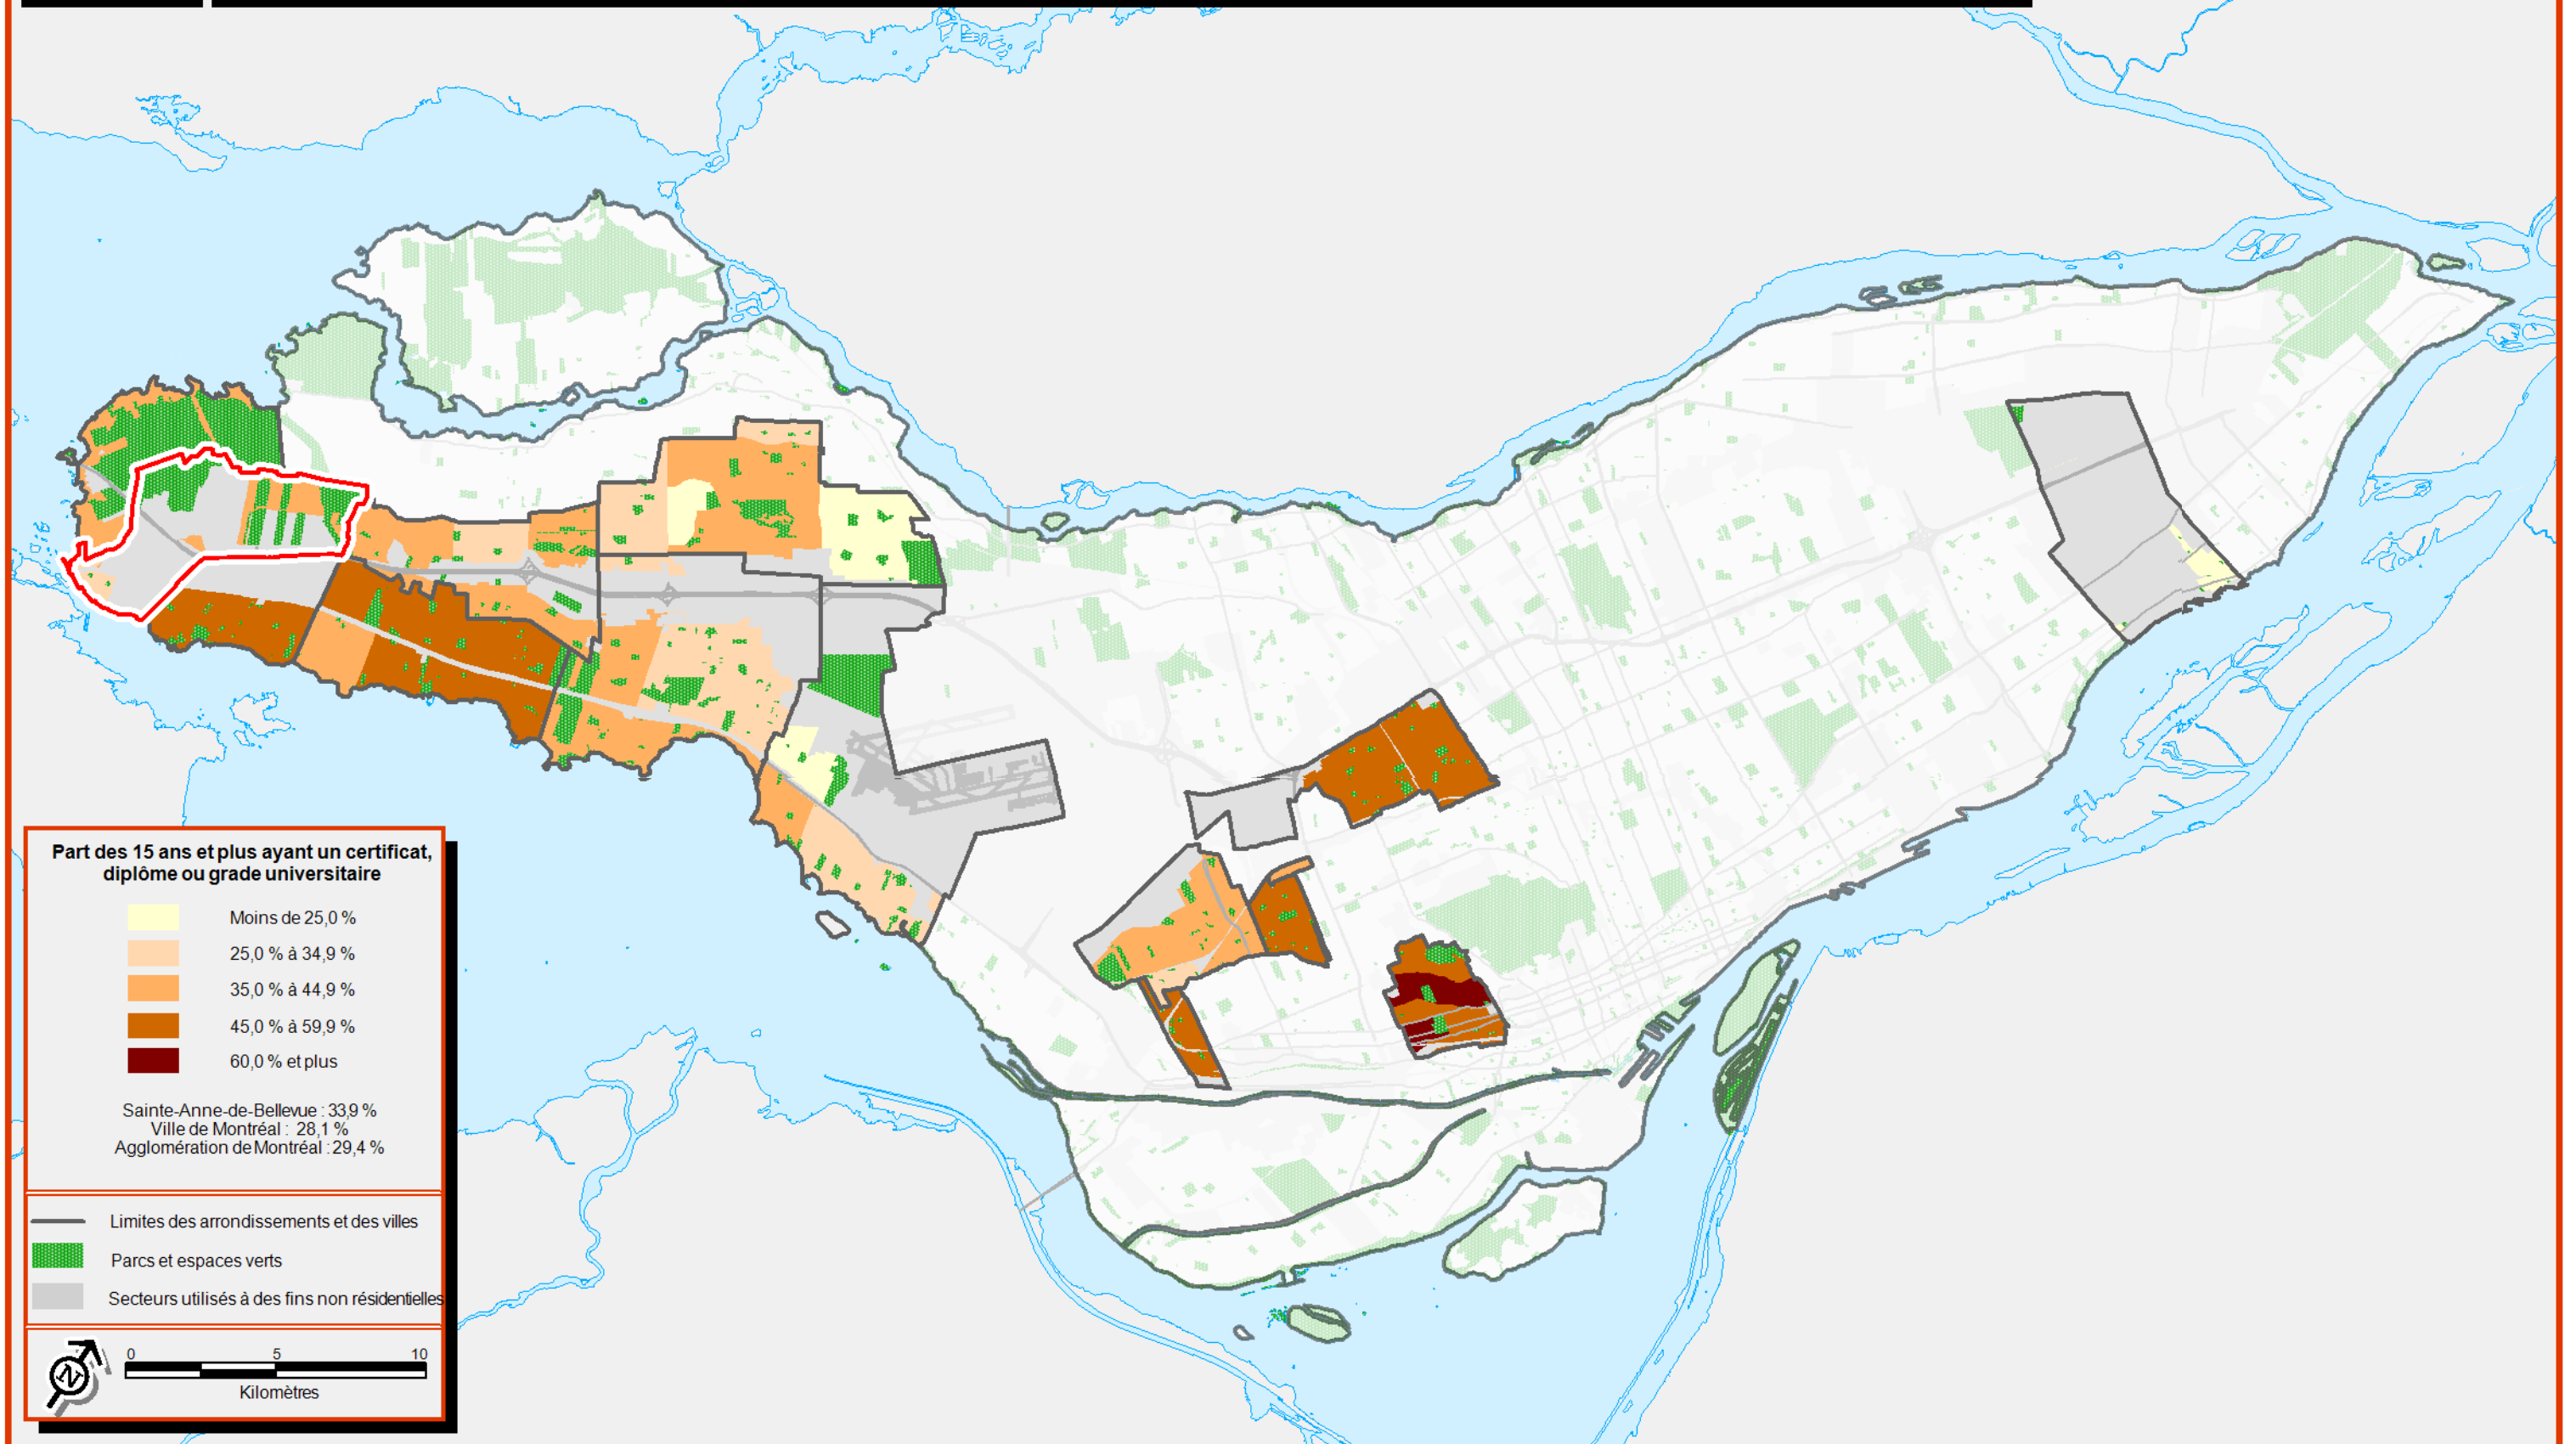 Part des 15 ans et plus ayant un certificat,
diplôme ou grade universitaire
Moins de 25,0 %
25,0 % à 34,9 %
35,0 % à 44,9 %
45,0 % à 59,9 %
60,0 % et plus
Sainte-Anne-de-Bellevue : 33,9 %
Ville de Montréal : 28,1 %
Agglomération de Montréal : 29,4 %
Limites des arrondissements et des villes
Parcs et espaces verts
Secteurs utilisés à des fins non résidentielles
N
0 5 10
Kilomètres